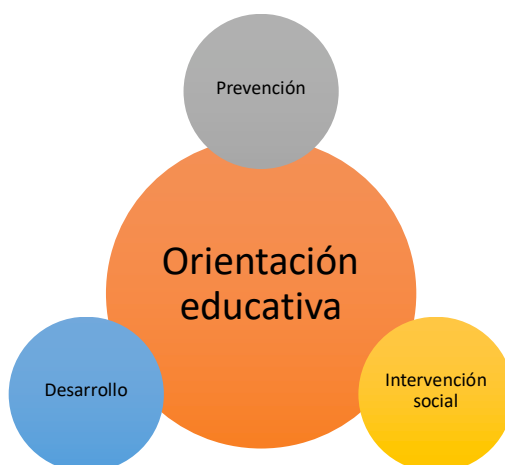 Prevención
Orientación
educativa
Desarrollo
Intervención
social